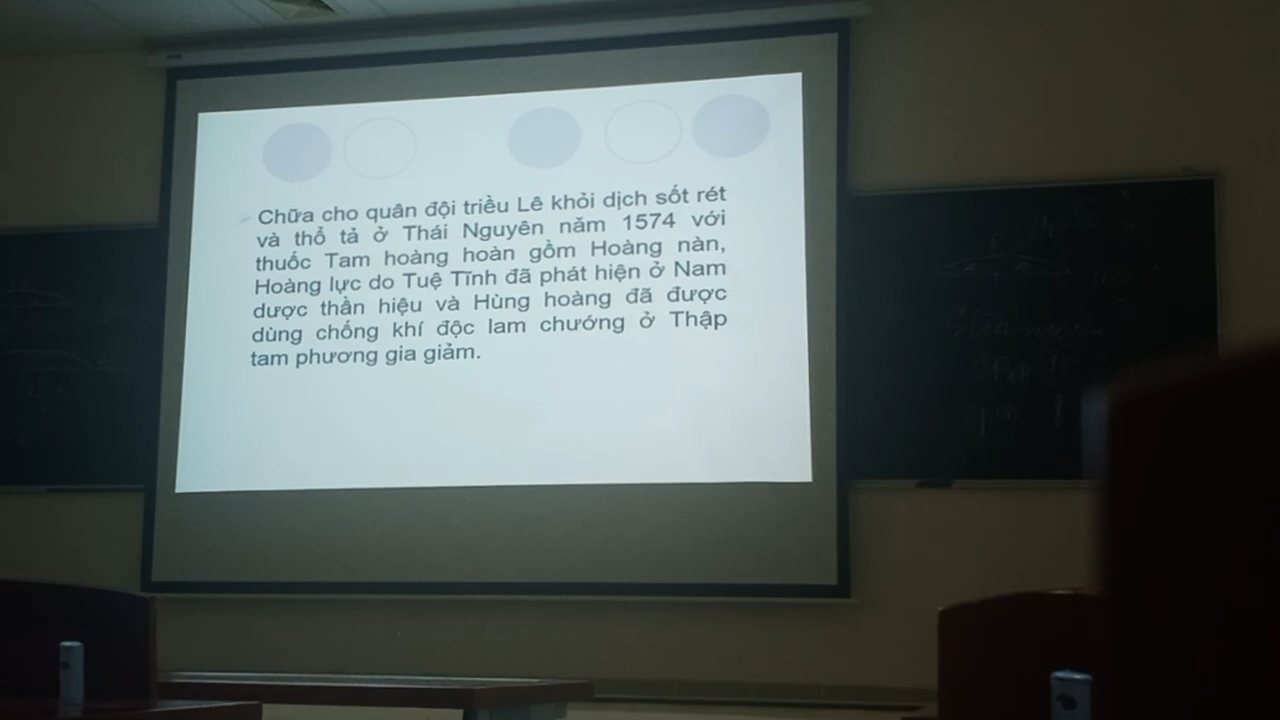 Chữa cho quân đội triều Lê khỏi dịch sốt rét
và thổ tả ở Thái Nguyên năm 1574 với
thuốc Tam hoàng hoàn gồm Hoàng nàn,
Hoàng lực do Tuệ Tĩnh đã phát hiện ở Nam
dược thần hiệu và Hùng hoàng đã được
dùng chống khí độc lam chướng ở Thập
tam phương gia giảm.